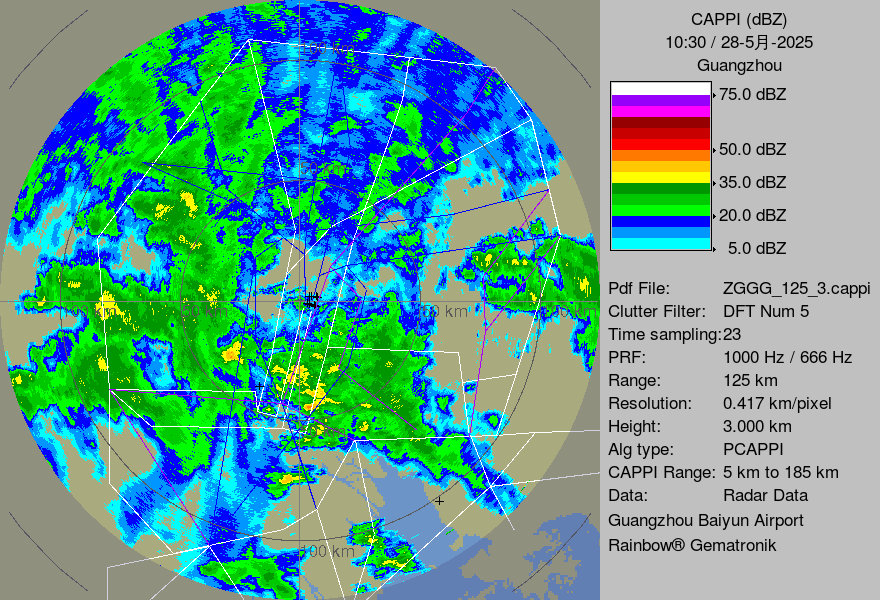 CAPPI (dBZ)
10:30 / 28-5月-2025
Guangzhou
75.0 dBZ
50.0 dBZ
35.0 dBZ
20.0 dBZ
5.0 dBZ
Pdf File: ZGGG_125_3.cappi
Clutter Filter: DFT Num 5
Time sampling:23
PRF: 1000 Hz / 666 Hz
Range: 125 km
Resolution: 0.417 km/pixel
Height: 3.000 km
Alg type: PCAPPI
CAPPI Range: 5 km to 185 km
Data: Radar Data
Guangzhou Baiyun Airport
Rainbow® Gematronik
100 km